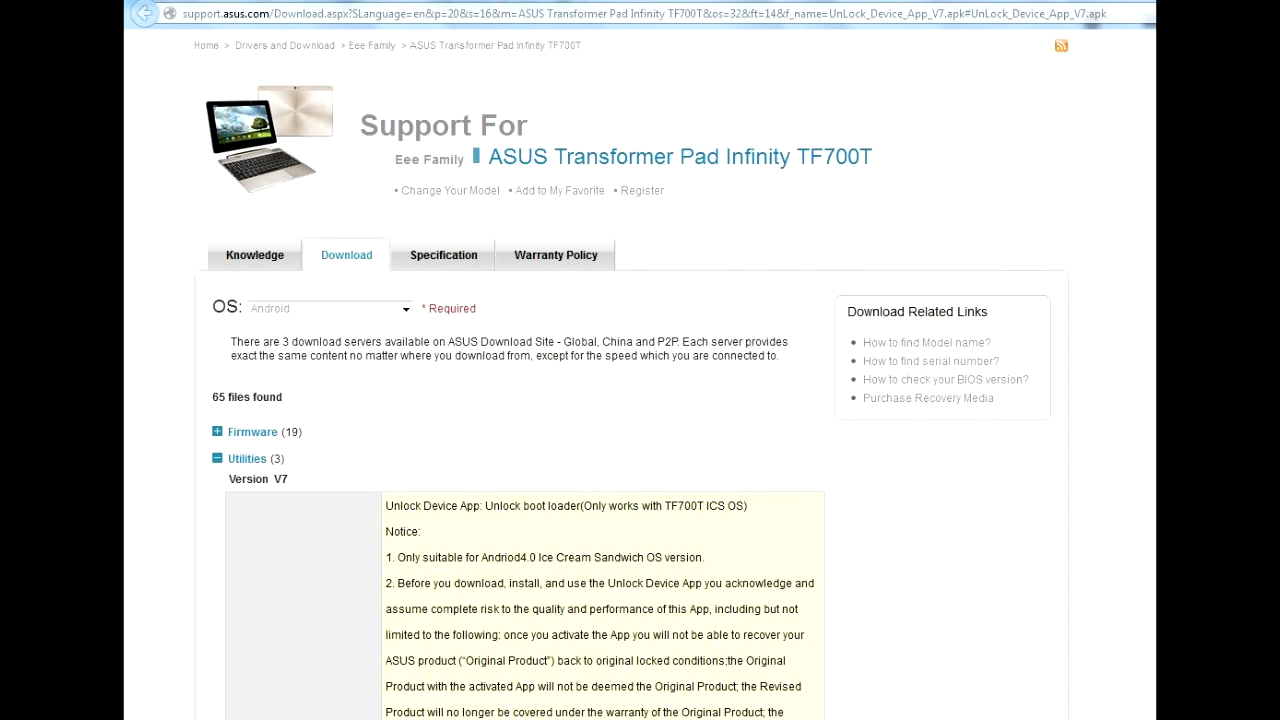 support.asus.com/Download.aspx?SLanguage=en&p=20&s=16&m=ASUS Transformer Pad Infinity TF700T&os=32&ft=14&f_name=UnLock_Device_App_V7.apk#UnLock_Device_App_V7.apk
Home > Drivers and Download > Eee Family > ASUS Transformer Pad Infinity TF700T
Support For
Eee Family ASUS Transformer Pad Infinity TF700T
Change Your Model Add to My Favorite Register
Knowledge Download Specification Warranty Policy
OS: Android * Required
There are 3 download servers available on ASUS Download Site - Global, China and P2P. Each server provides
exact the same content no matter where you download from, except for the speed which you are connected to.
65 files found
Firmware (19)
Utilities (3)
Version V7
Unlock Device App: Unlock boot loader(Only works with TF700T ICS OS)
Notice:
1. Only suitable for Andriod4.0 Ice Cream Sandwich OS version.
2. Before you download, install, and use the Unlock Device App you acknowledge and
assume complete risk to the quality and performance of this App, including but not
limited to the following: once you activate the App you will not be able to recover your
ASUS product (“Original Product”) back to original locked conditions;the Original
Product with the activated App will not be deemed the Original Product; the Revised
Product will no longer be covered under the warranty of the Original Product; the
Download Related Links
How to find Model name?
How to find serial number?
How to check your BIOS version?
Purchase Recovery Media